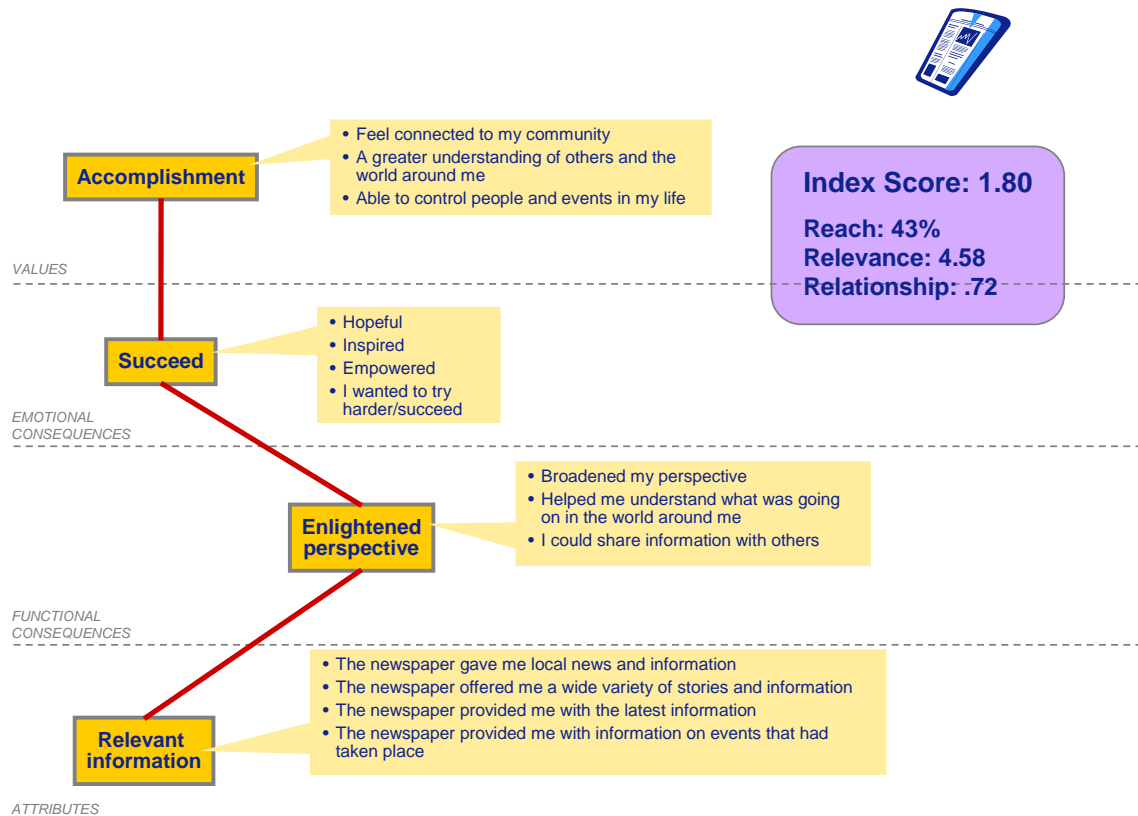 • Feel connected to my community
• A greater understanding of others and the
world around me
• Able to control people and events in my life
Accomplishment
Index Score: 1.80
Reach: 43%
Relevance: 4.58
Relationship: .72
VALUES
• Hopeful
• Inspired
• Empowered
• I wanted to try
harder/succeed
Succeed
EMOTIONAL
CONSEQUENCES
• Broadened my perspective
• Helped me understand what was going
on in the world around me
• I could share information with others
Enlightened
perspective
FUNCTIONAL
CONSEQUENCES
• The newspaper gave me local news and information
• The newspaper offered me a wide variety of stories and information
• The newspaper provided me with the latest information
• The newspaper provided me with information on events that had
taken place
Relevant
information
ATTRIBUTES